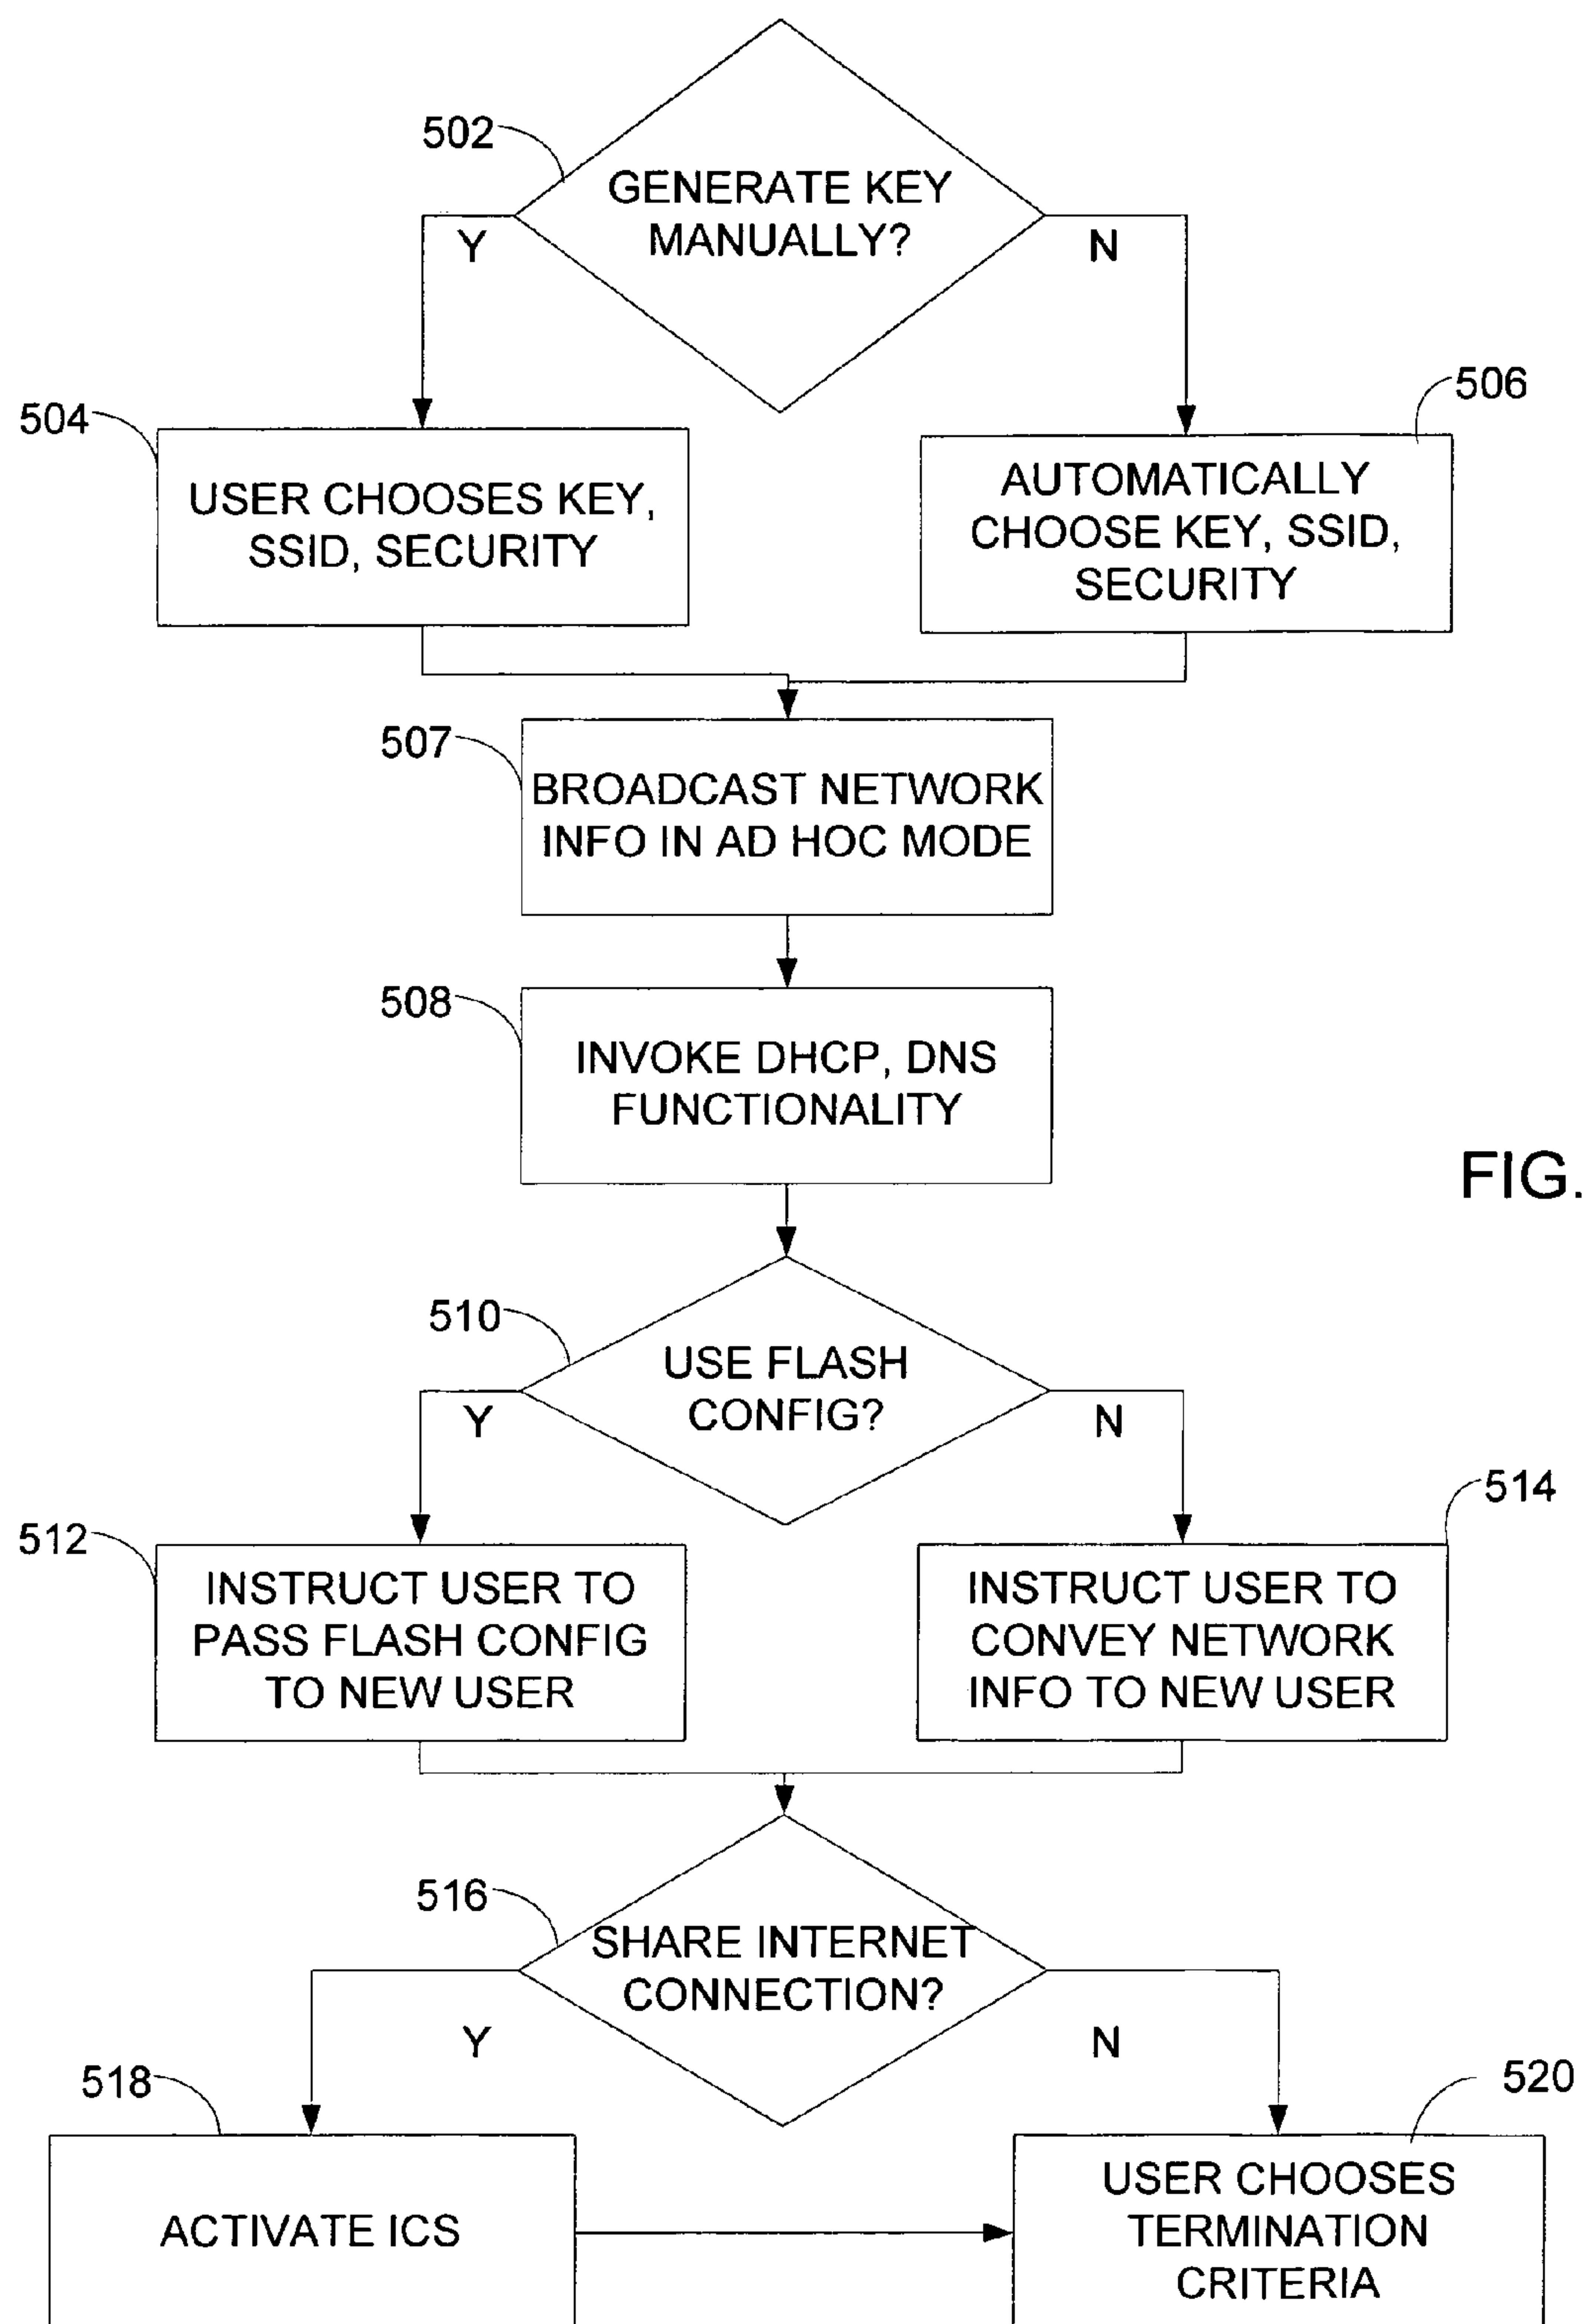 502
GENERATE KEY
MANUALLY?
Y
N
504
506
USER CHOOSES KEY,
SSID, SECURITY
AUTOMATICALLY
CHOOSE KEY, SSID,
SECURITY
507
BROADCAST NETWORK
INFO IN AD HOC MODE
508
INVOKE DHCP, DNS
FUNCTIONALITY
FIG.
510
USE FLASH
CONFIG?
Y
N
512
514
INSTRUCT USER TO
PASS FLASH CONFIG
TO NEW USER
INSTRUCT USER TO
CONVEY NETWORK
INFO TO NEW USER
516
SHARE INTERNET
CONNECTION?
Y
N
518
520
ACTIVATE ICS
USER CHOOSES
TERMINATION
CRITERIA